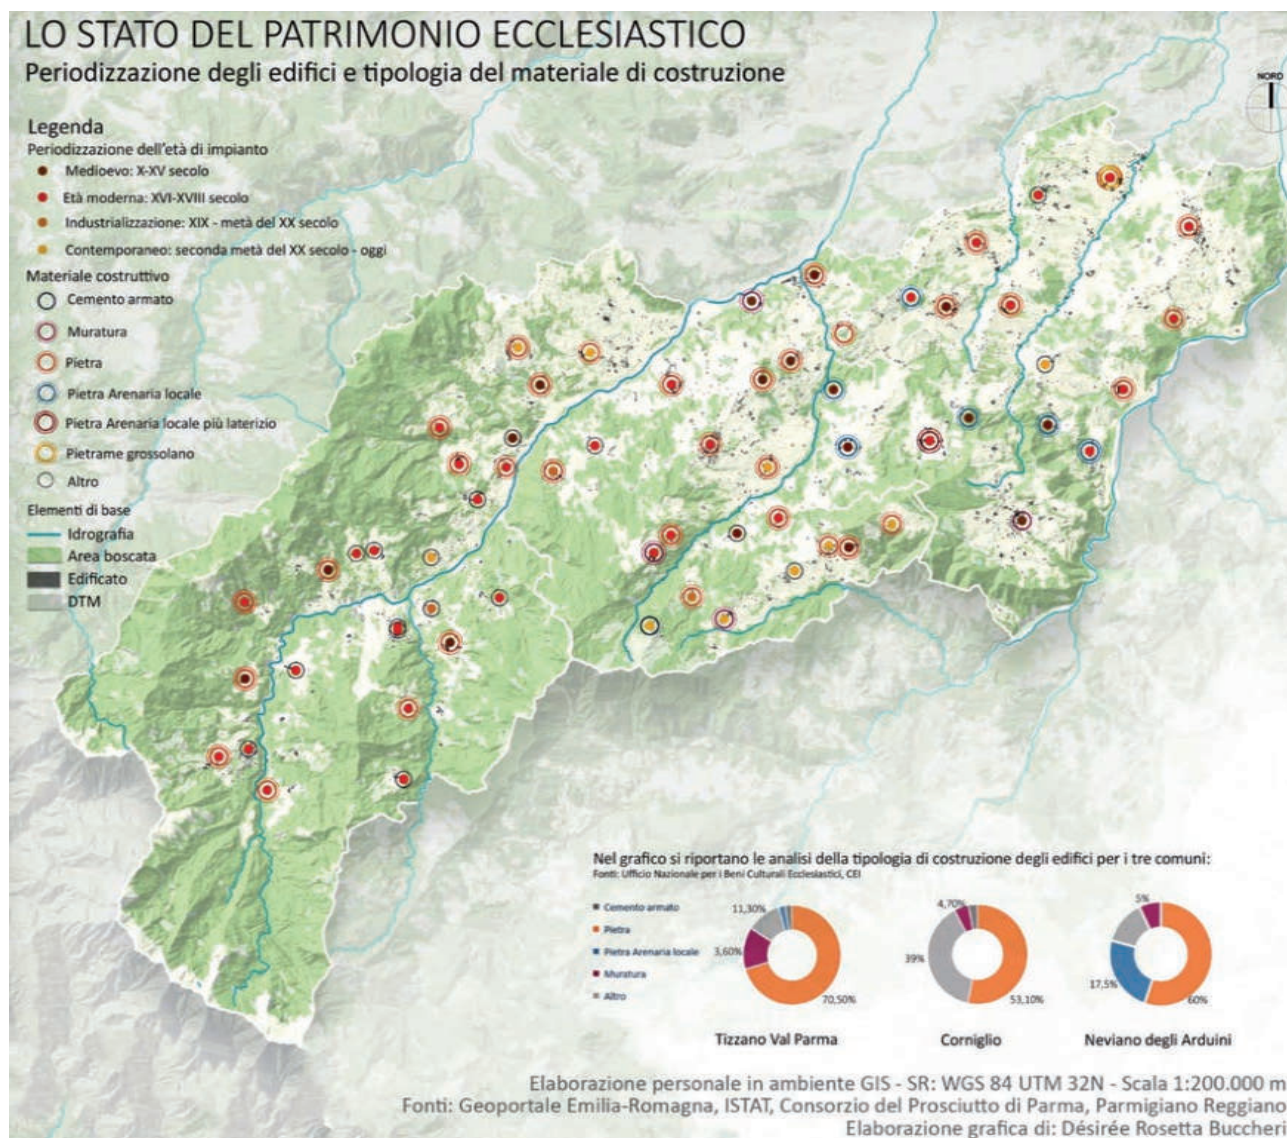 LO STATO DEL PATRIMONIO ECCLESIASTICO
Periodizzazione degli edifici e tipologia del materiale di costruzione
NORD
Legenda
Periodizzazione dell'età di impianto
Medioevo: X-XV secolo
Età moderna: XVI-XVIII secolo
Industrializzazione: XIX - metà del XX secolo
Contemporaneo: seconda metà del XX secolo - oggi
Materiale costruttivo
Cemento armato
Muratura
Pietra
Pietra Arenaria locale
Pietra Arenaria locale più laterizio
Pietrame grossolano
Altro
Elementi di base
Idrografia
Area boscata
Edificato
DTM
Nel grafico si riportano le analisi della tipologia di costruzione degli edifici per i tre comuni:
Fonti: Ufficio Nazionale per i Beni Culturali Ecclesiastici, CEI
Cemento armato
Pietra
Pietra Arenaria locale
Muratura
Altro
11,30%
3,60%
70,50%
Tizzano Val Parma
4,70%
39%
53,10%
Corniglio
5%
17,5%
60%
Neviano degli Arduini
Elaborazione personale in ambiente GIS - SR: WGS 84 UTM 32N - Scala 1:200.000 m
Fonti: Geoportale Emilia-Romagna, ISTAT, Consorzio del Prosciutto di Parma, Parmigiano Reggiano
Elaborazione grafica di: Désirée Rosetta Buccheri